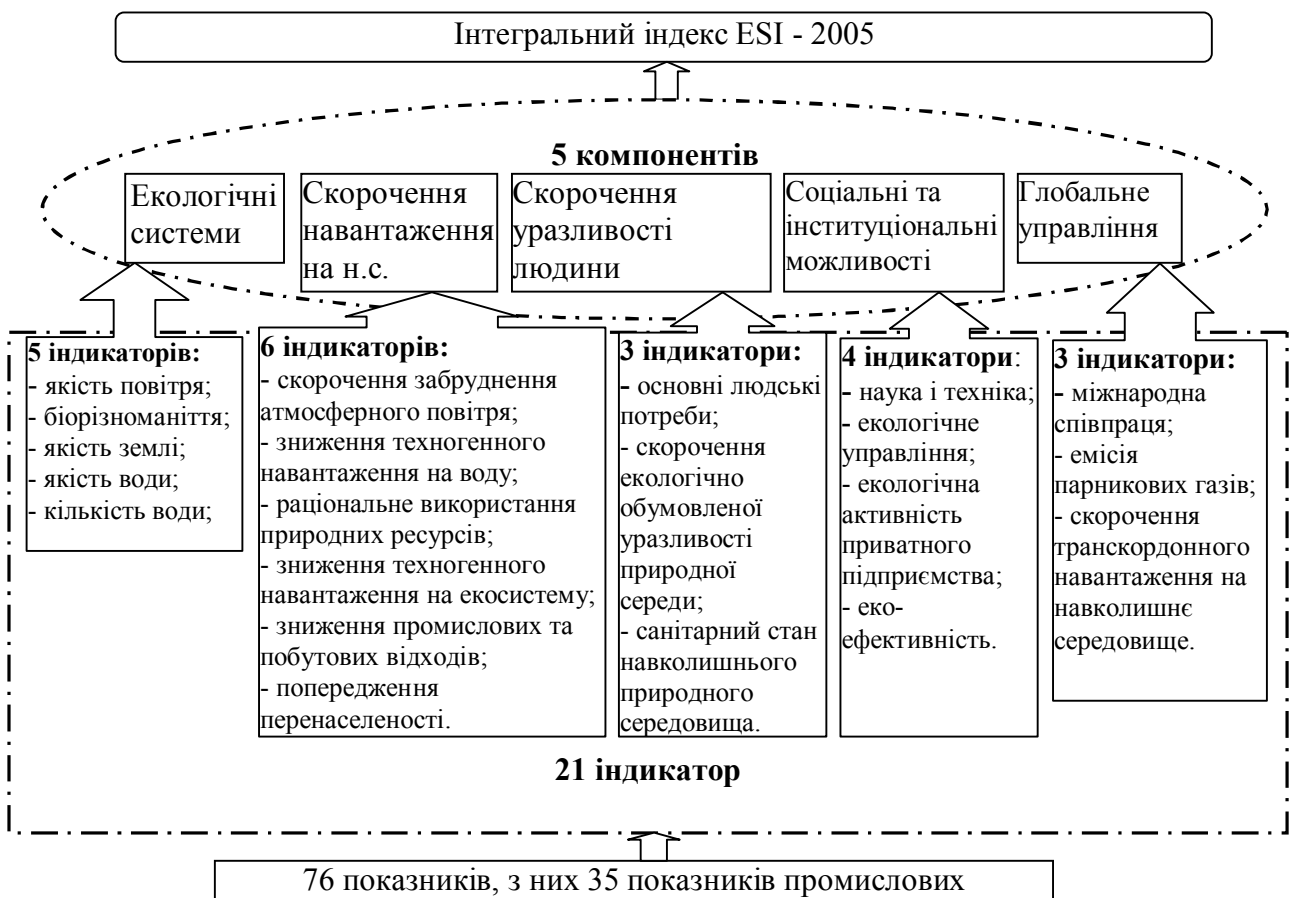 Інтегральний індекс ESI - 2005
5 компонентів
Екологічні
системи
Скорочення
навантаження
на н.с.
Скорочення
уразливості
людини
Соціальні та
інституціональні
можливості
Глобальне
управління
5 індикаторів:
- якість повітря;
- біорізноманіття;
- якість землі;
- якість води;
- кількість води;
6 індикаторів:
- скорочення забруднення
атмосферного повітря;
- зниження техногенного
навантаження на воду;
- раціональне використання
природних ресурсів;
- зниження техногенного
навантаження на екосистему;
- зниження промислових та
побутових відходів;
- попередження
перенаселеності.
3 індикатори:
- основні людські
потреби;
- скорочення
екологічно
обумовленої
уразливості
природної
середи;
- санітарний стан
навколишнього
природного
середовища.
4 індикатори:
- наука і техніка;
- екологічне
управління;
- екологічна
активність
приватного
підприємства;
- еко-
ефективність.
3 індикатори:
- міжнародна
співпраця;
- емісія
парникових газів;
- скорочення
транскордонного
навантаження на
навколишнє
середовище.
21 індикатор
76 показників, з них 35 показників промислових